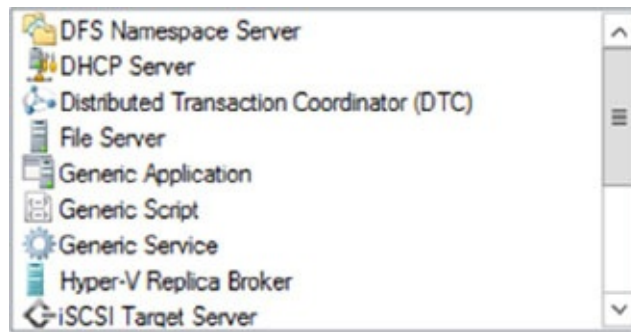 DFS Namespace Server
DHCP Server
Distributed Transaction Coordinator (DTC)
File Server
Generic Application
Generic Script
Generic Service
Hyper-V Replica Broker
iSCSI Target Server